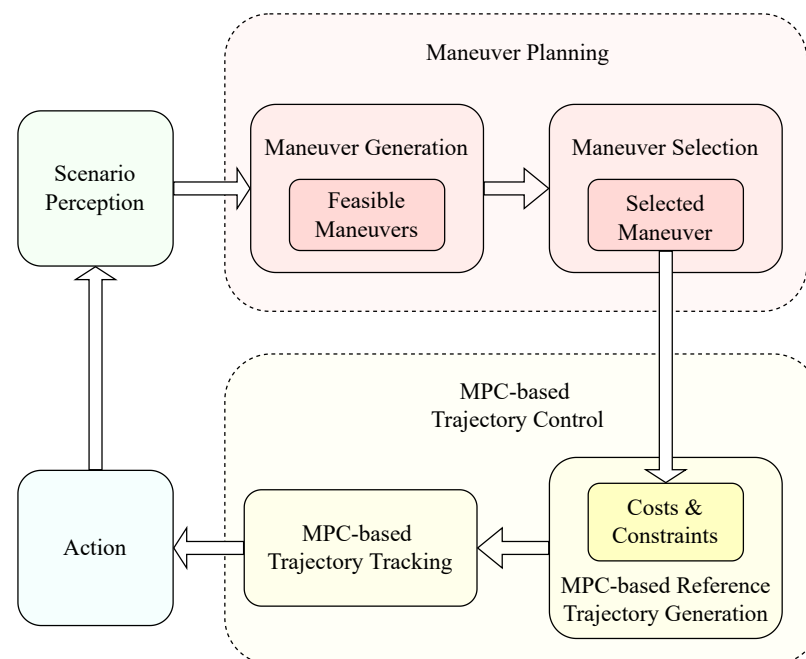 Maneuver Planning
Scenario
Perception
Maneuver Generation
Feasible
Maneuvers
Maneuver Selection
Selected
Maneuver
MPC-based
Trajectory Control
Costs &
Constraints
MPC-based Reference
Trajectory Generation
MPC-based
Trajectory Tracking
Action